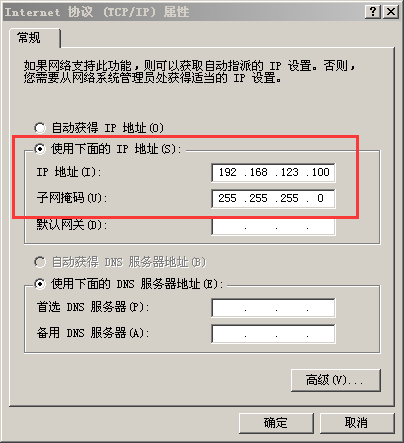 Internet 协议 (TCP/IP) 属性
常规
如果网络支持此功能，则可以获取自动指派的 IP 设置。否则，
您需要从网络系统管理员处获得适当的 IP 设置。
自动获得 IP 地址(O)
使用下面的 IP 地址(S):
IP 地址(I): 192 .168 .123 .100
子网掩码(U): 255 .255 .255 . 0
默认网关(D): . . .
自动获得 DNS 服务器地址(B)
使用下面的 DNS 服务器地址(E):
首选 DNS 服务器(P): . . .
备用 DNS 服务器(A): . . .
高级(V)...
确定 取消